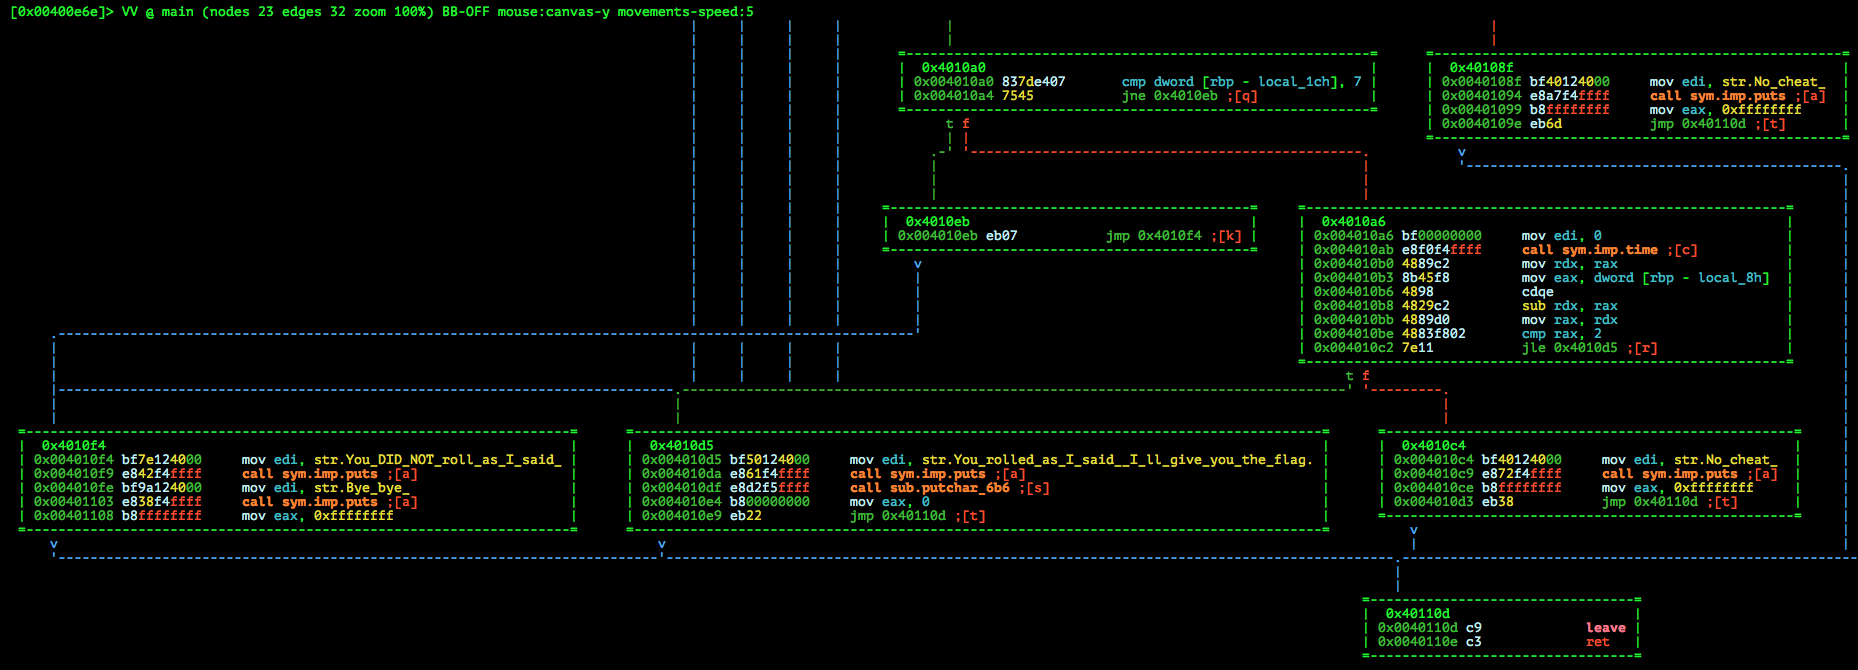 [0x00400e6e]> VV @ main (nodes 23 edges 32 zoom 100%) BB-OFF mouse:canvas-y movements-speed:5
0x4010a0
0x004010a0 837de407 cmp dword [rbp - local_1ch], 7
0x004010a4 7545 jne 0x4010eb ;[q]
t f
0x40108f
0x0040108f bf40124000 mov edi, str.No_cheat_
0x00401094 e8a7f4ffff call sym.imp.puts ;[a]
0x00401099 b8ffffffff mov eax, 0xffffffff
0x0040109e eb6d jmp 0x40110d ;[t]
v
0x4010eb
0x004010eb eb07 jmp 0x4010f4 ;[k]
v
0x4010a6
0x004010a6 bf00000000 mov edi, 0
0x004010ab e8f0f4ffff call sym.imp.time ;[c]
0x004010b0 4889c2 mov rdx, rax
0x004010b3 8b45f8 mov eax, dword [rbp - local_8h]
0x004010b6 4898 cdqe
0x004010b8 4829c2 sub rdx, rax
0x004010bb 4889d0 mov rax, rdx
0x004010be 4883f802 cmp rax, 2
0x004010c2 7e11 jle 0x4010d5 ;[r]
t f
0x4010f4
0x004010f4 bf7e124000 mov edi, str.You_DID_NOT_roll_as_I_said_
0x004010f9 e842f4ffff call sym.imp.puts ;[a]
0x004010fe bf9a124000 mov edi, str.Bye_bye_
0x00401103 e838f4ffff call sym.imp.puts ;[a]
0x00401108 b8ffffffff mov eax, 0xffffffff
v
0x4010d5
0x004010d5 bf50124000 mov edi, str.You_rolled_as_I_said__I_ll_give_you_the_flag.
0x004010da e861f4ffff call sym.imp.puts ;[a]
0x004010df e8d2f5ffff call sub.putchar_6b6 ;[s]
0x004010e4 b800000000 mov eax, 0
0x004010e9 eb22 jmp 0x40110d ;[t]
v
0x4010c4
0x004010c4 bf40124000 mov edi, str.No_cheat_
0x004010c9 e872f4ffff call sym.imp.puts ;[a]
0x004010ce b8ffffffff mov eax, 0xffffffff
0x004010d3 eb38 jmp 0x40110d ;[t]
v
0x40110d
0x0040110d c9 leave
0x0040110e c3 ret